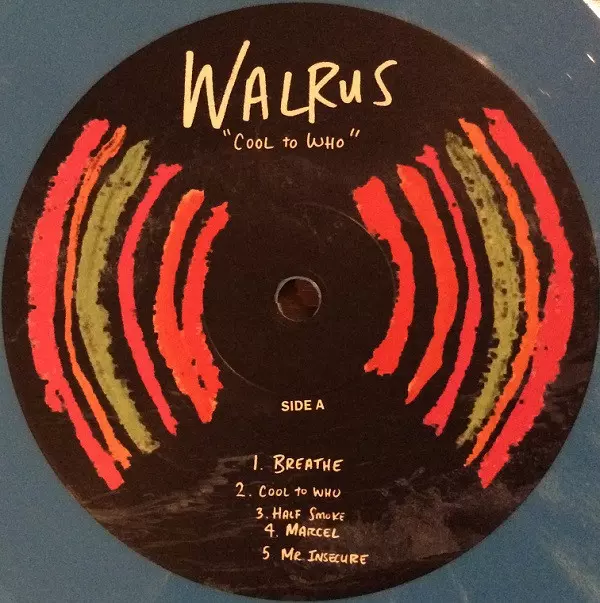 WALRUS
"COOL to WHO"
SIDE A
1. BREATHE
2. COOL to WHO
3. HALF SMOKE
4. MARCEL
5 MR INSECURE